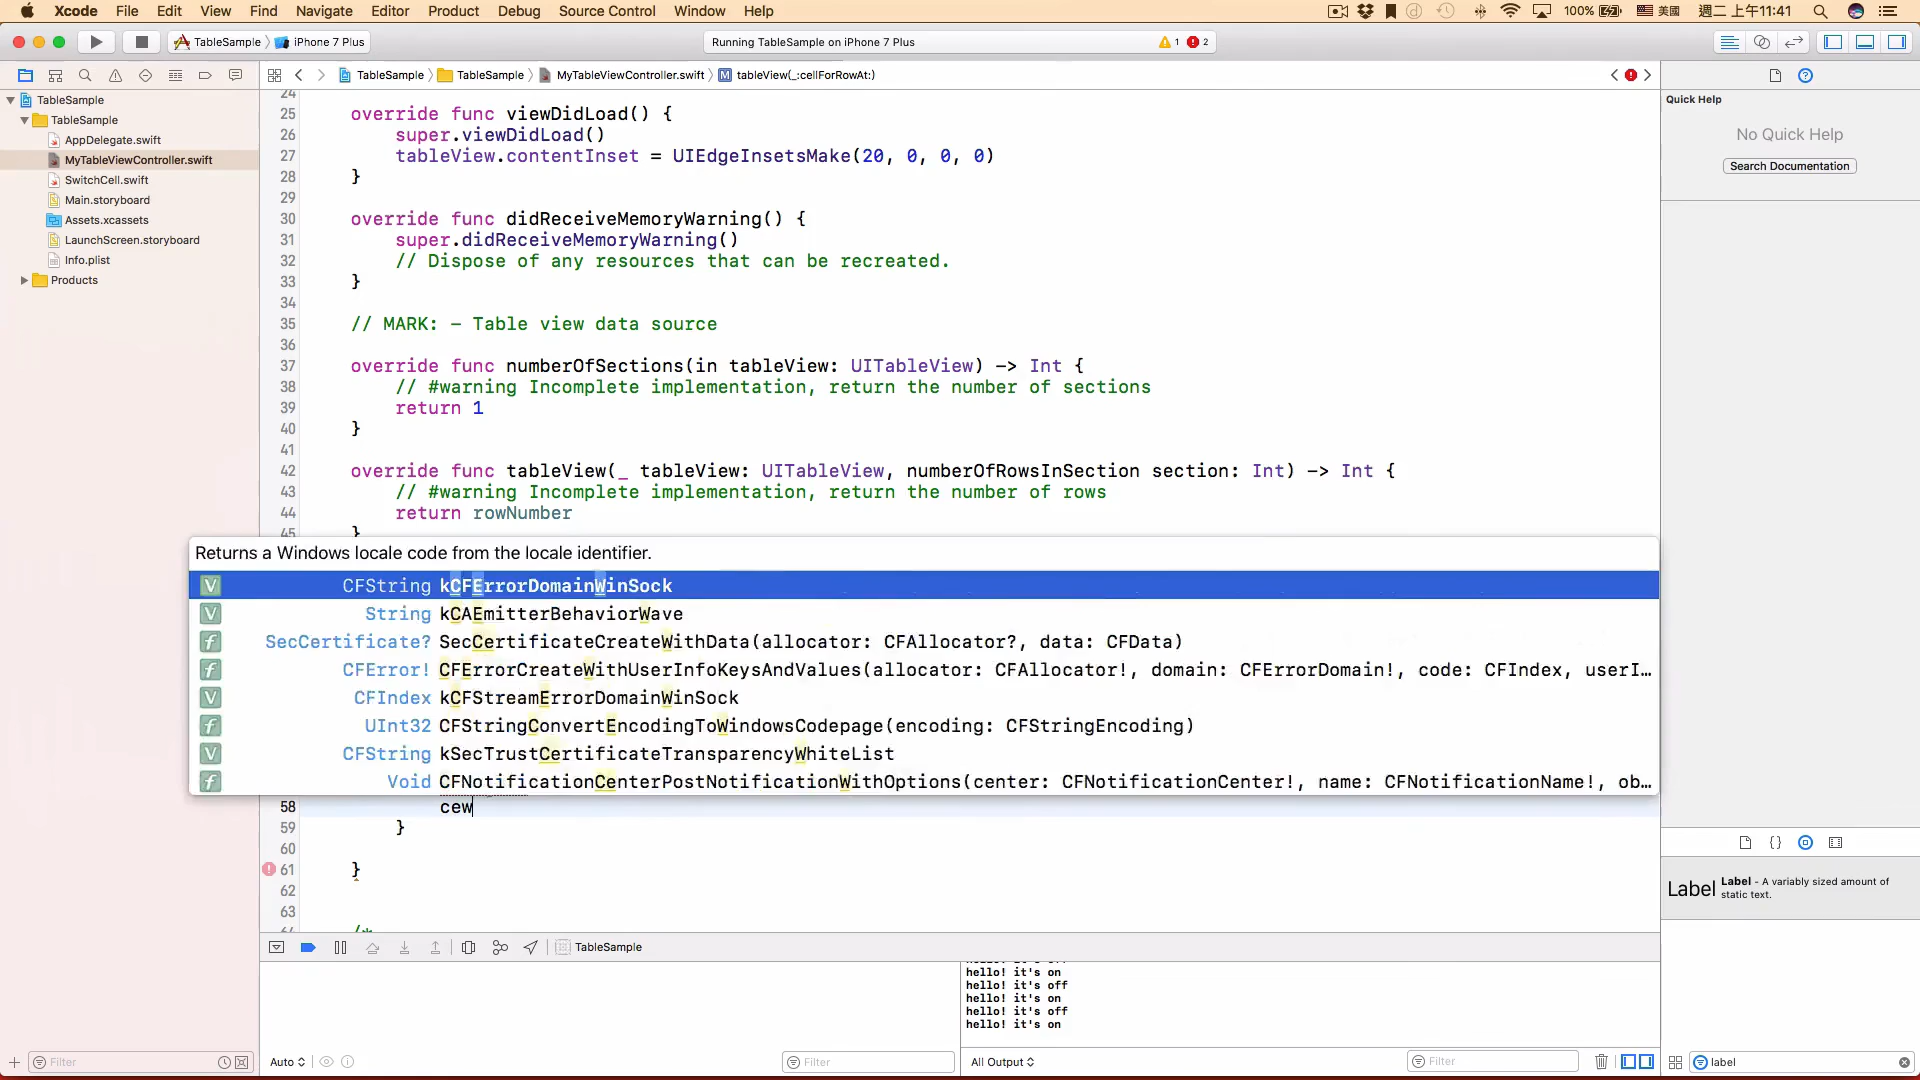 Xcode File Edit View Find Navigate Editor Product Debug Source Control Window Help 100% 美國 週二 上午11:41
TableSample iPhone 7 Plus Running TableSample on iPhone 7 Plus 1 2
TableSample TableSample MyTableViewController.swift M tableView(_:cellForRowAt:)
TableSample
TableSample
AppDelegate.swift
MyTableViewController.swift
SwitchCell.swift
Main.storyboard
Assets.xcassets
LaunchScreen.storyboard
Info.plist
Products
24
25 override func viewDidLoad() {
26 super.viewDidLoad()
27 tableView.contentInset = UIEdgeInsetsMake(20, 0, 0, 0)
28 }
29
30 override func didReceiveMemoryWarning() {
31 super.didReceiveMemoryWarning()
32 // Dispose of any resources that can be recreated.
33 }
34
35 // MARK: - Table view data source
36
37 override func numberOfSections(in tableView: UITableView) -> Int {
38 // #warning Incomplete implementation, return the number of sections
39 return 1
40 }
41
42 override func tableView(_ tableView: UITableView, numberOfRowsInSection section: Int) -> Int {
43 // #warning Incomplete implementation, return the number of rows
44 return rowNumber
45 }
Returns a Windows locale code from the locale identifier.
V CFString kCFErrorDomainWinSock
V String kCAEmitterBehaviorWave
f SecCertificate? SecCertificateCreateWithData(allocator: CFAllocator?, data: CFData)
f CFError! CFErrorCreateWithUserInfoKeysAndValues(allocator: CFAllocator!, domain: CFErrorDomain!, code: CFIndex, userI...
V CFIndex kCFStreamErrorDomainWinSock
f UInt32 CFStringConvertEncodingToWindowsCodepage(encoding: CFStringEncoding)
V CFString kSecTrustCertificateTransparencyWhiteList
f Void CFNotificationCenterPostNotificationWithOptions(center: CFNotificationCenter!, name: CFNotificationName!, ob...
58 cew
59 }
60
61 }
62
63
64 /*
TableSample
hello! it's off
hello! it's on
hello! it's off
hello! it's on
hello! it's off
hello! it's on
Filter
Auto
Filter
All Output
Filter
Quick Help
No Quick Help
Search Documentation
Label Label - A variably sized amount of
static text.
label